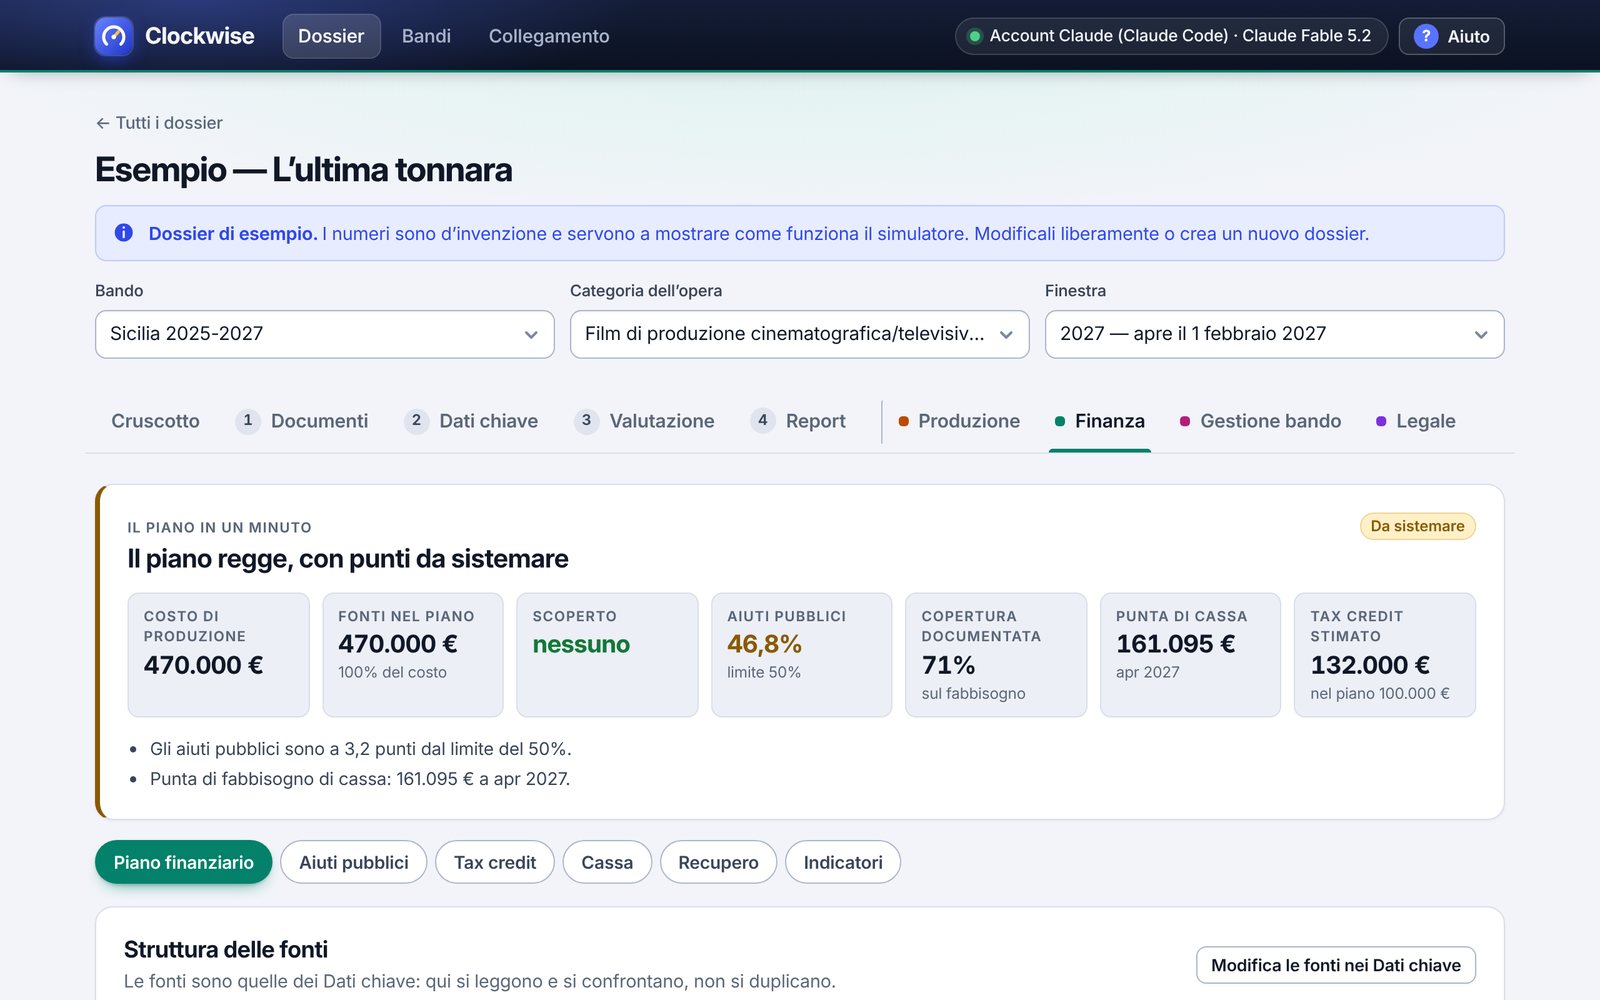 Clockwise
Dossier
Bandi
Collegamento
Account Claude (Claude Code) · Claude Fable 5.2
? Aiuto
← Tutti i dossier
Esempio — L’ultima tonnara
Dossier di esempio. I numeri sono d’invenzione e servono a mostrare come funziona il simulatore. Modificali liberamente o crea un nuovo dossier.
Bando
Categoria dell’opera
Finestra
Sicilia 2025-2027
Film di produzione cinematografica/televisiv...
2027 — apre il 1 febbraio 2027
Cruscotto
1 Documenti
2 Dati chiave
3 Valutazione
4 Report
Produzione
Finanza
Gestione bando
Legale
IL PIANO IN UN MINUTO
Da sistemare
Il piano regge, con punti da sistemare
COSTO DI
PRODUZIONE
470.000 €
FONTI NEL PIANO
470.000 €
100% del costo
SCOPERTO
nessuno
AIUTI PUBBLICI
46,8%
limite 50%
COPERTURA
DOCUMENTATA
71%
sul fabbisogno
PUNTA DI CASSA
161.095 €
apr 2027
TAX CREDIT
STIMATO
132.000 €
nel piano 100.000 €
• Gli aiuti pubblici sono a 3,2 punti dal limite del 50%.
• Punta di fabbisogno di cassa: 161.095 € a apr 2027.
Piano finanziario
Aiuti pubblici
Tax credit
Cassa
Recupero
Indicatori
Struttura delle fonti
Le fonti sono quelle dei Dati chiave: qui si leggono e si confrontano, non si duplicano.
Modifica le fonti nei Dati chiave